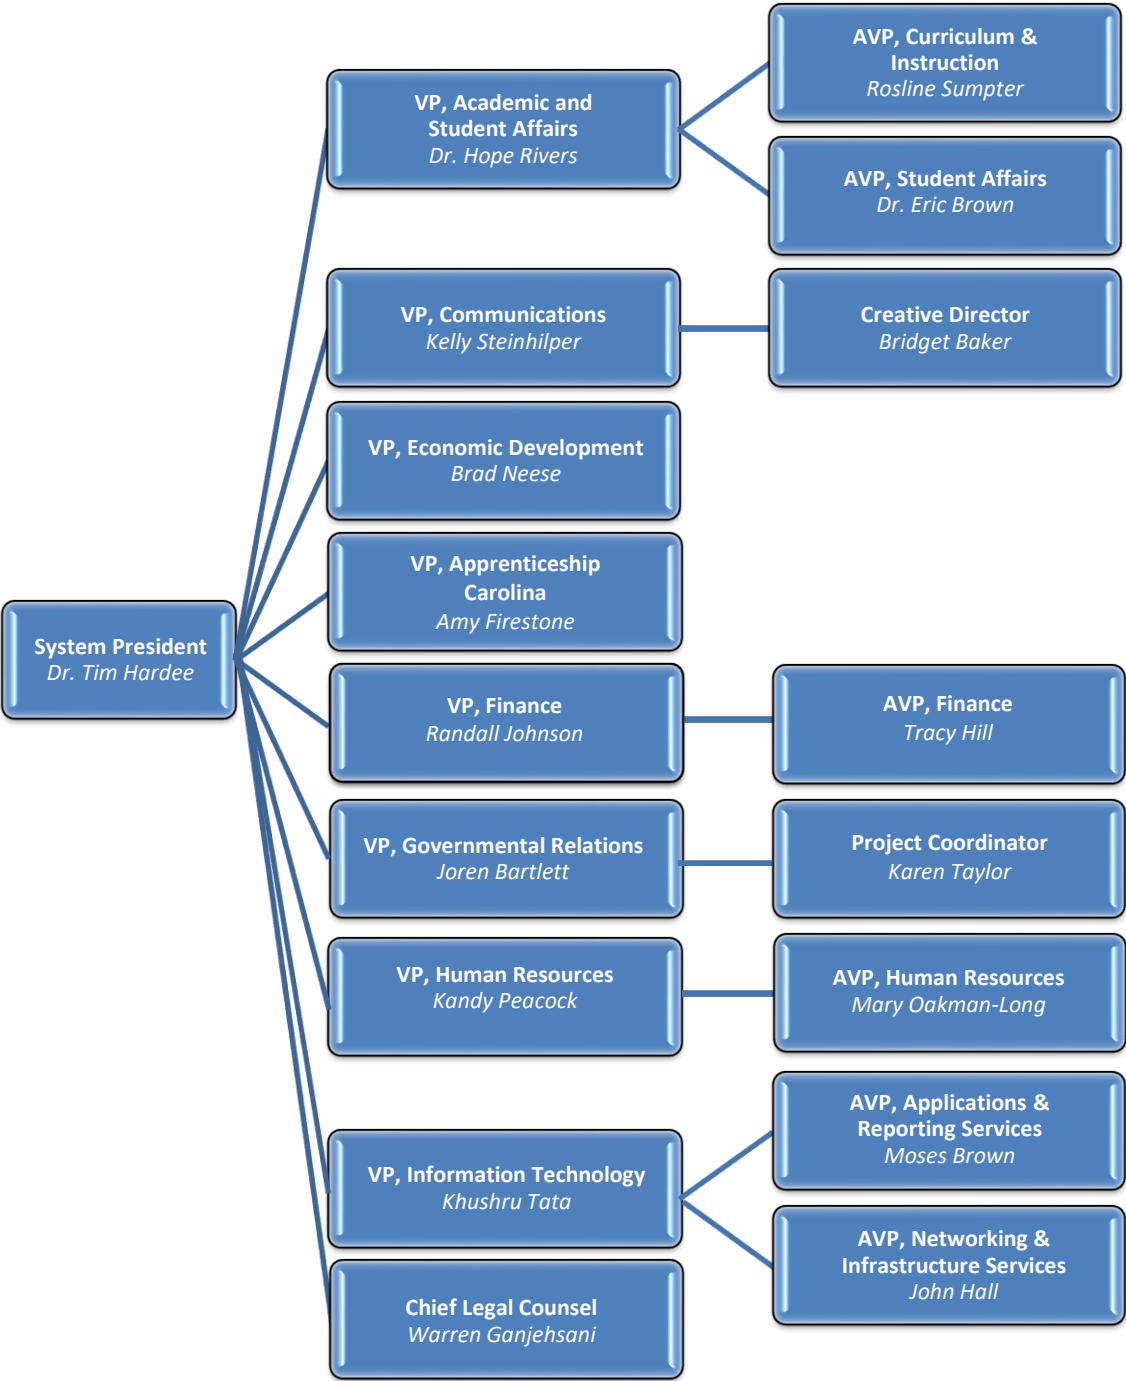 System President
Dr. Tim Hardee
VP, Academic and
Student Affairs
Dr. Hope Rivers
AVP, Curriculum &
Instruction
Rosline Sumpter
AVP, Student Affairs
Dr. Eric Brown
VP, Communications
Kelly Steinhilper
Creative Director
Bridget Baker
VP, Economic Development
Brad Neese
VP, Apprenticeship
Carolina
Amy Firestone
VP, Finance
Randall Johnson
AVP, Finance
Tracy Hill
VP, Governmental Relations
Joren Bartlett
Project Coordinator
Karen Taylor
VP, Human Resources
Kandy Peacock
AVP, Human Resources
Mary Oakman-Long
VP, Information Technology
Khushru Tata
AVP, Applications &
Reporting Services
Moses Brown
AVP, Networking &
Infrastructure Services
John Hall
Chief Legal Counsel
Warren Ganjehsani